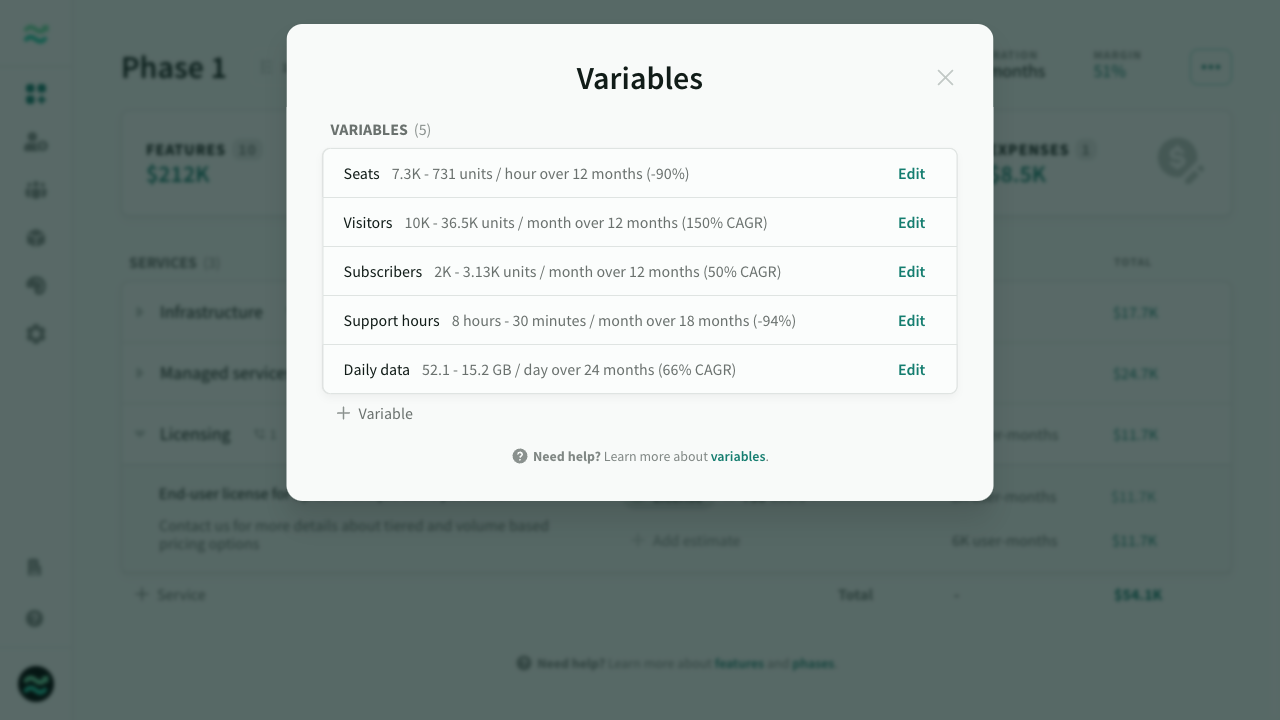 Phase 1
MARGIN
months
51%
•••
FEATURES 10
EXPENSES 1
$212K
$8.5K
SERVICES (3)
TOTAL
Infrastructure
$17.7K
Managed service
$24.7K
Licensing
user-months
$11.7K
End-user license for
$11.7K
Contact us for more details about tiered and volume based
pricing options
+ Add estimate
6K user-months
$11.7K
+ Service
Total
-
$54.1K
Need help? Learn more about features and phases.
Variables
VARIABLES (5)
Seats 7.3K - 731 units / hour over 12 months (-90%) Edit
Visitors 10K - 36.5K units / month over 12 months (150% CAGR) Edit
Subscribers 2K - 3.13K units / month over 12 months (50% CAGR) Edit
Support hours 8 hours - 30 minutes / month over 18 months (-94%) Edit
Daily data 52.1 - 15.2 GB / day over 24 months (66% CAGR) Edit
+ Variable
Need help? Learn more about variables.